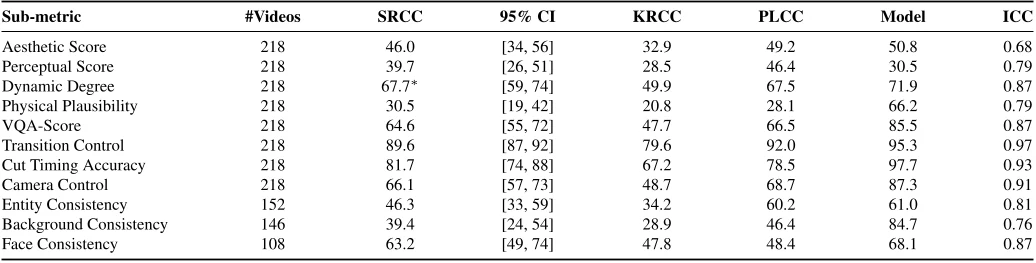 Sub-metric #Videos SRCC 95% CI KRCC PLCC Model ICC
Aesthetic Score 218 46.0 [34, 56] 32.9 49.2 50.8 0.68
Perceptual Score 218 39.7 [26, 51] 28.5 46.4 30.5 0.79
Dynamic Degree 218 67.7* [59, 74] 49.9 67.5 71.9 0.87
Physical Plausibility 218 30.5 [19, 42] 20.8 28.1 66.2 0.79
VQA-Score 218 64.6 [55, 72] 47.7 66.5 85.5 0.87
Transition Control 218 89.6 [87, 92] 79.6 92.0 95.3 0.97
Cut Timing Accuracy 218 81.7 [74, 88] 67.2 78.5 97.7 0.93
Camera Control 218 66.1 [57, 73] 48.7 68.7 87.3 0.91
Entity Consistency 152 46.3 [33, 59] 34.2 60.2 61.0 0.81
Background Consistency 146 39.4 [24, 54] 28.9 46.4 84.7 0.76
Face Consistency 108 63.2 [49, 74] 47.8 48.4 68.1 0.87